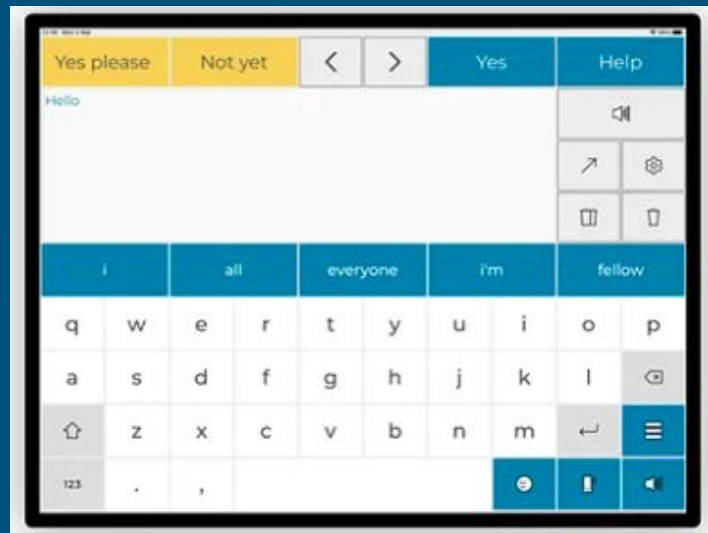 Yes please Not yet < > Yes Help
Hello
i all everyone i'm fellow
q w e r t y u i o p
a s d f g h j k l
z x c v b n m
123 . ,